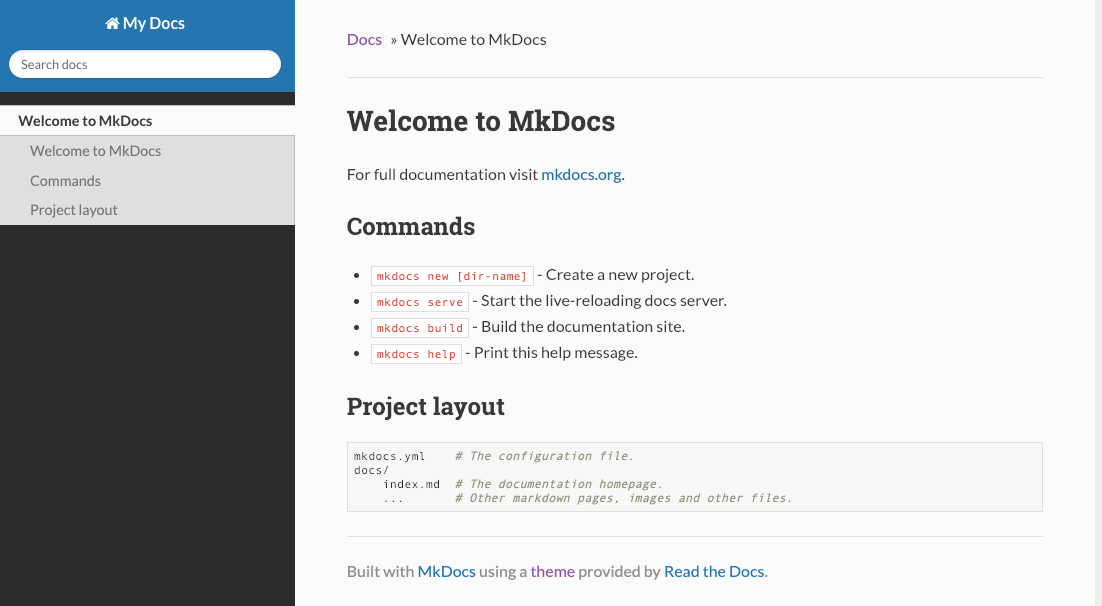 My Docs
Search docs
Welcome to MkDocs
Welcome to MkDocs
Commands
Project layout
Docs » Welcome to MkDocs
Welcome to MkDocs
For full documentation visit mkdocs.org.
Commands
• mkdocs new [dir-name] - Create a new project.
• mkdocs serve - Start the live-reloading docs server.
• mkdocs build - Build the documentation site.
• mkdocs help - Print this help message.
Project layout
mkdocs.yml    # The configuration file.
docs/
    index.md  # The documentation homepage.
    ...       # Other markdown pages, images and other files.
Built with MkDocs using a theme provided by Read the Docs.